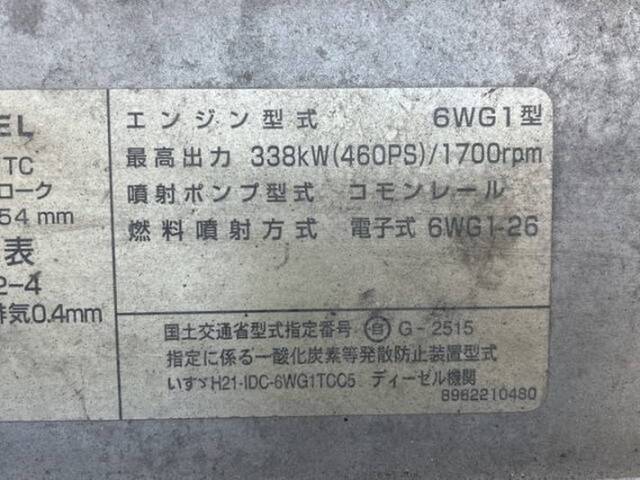 EL
TC
ローク
54 mm
表
2-4
排気0.4mm
エンジン型式 6WG1型
最高出力 338kW(460PS)/1700rpm
噴射ポンプ型式 コモンレール
燃料噴射方式 電子式 6WG1-26
国土交通省型式指定番号 自 G-2515
指定に係る一酸化炭素等発散防止装置型式
いすゞH21-IDC-6WG1TCC5 ディーゼル機関
8982210480